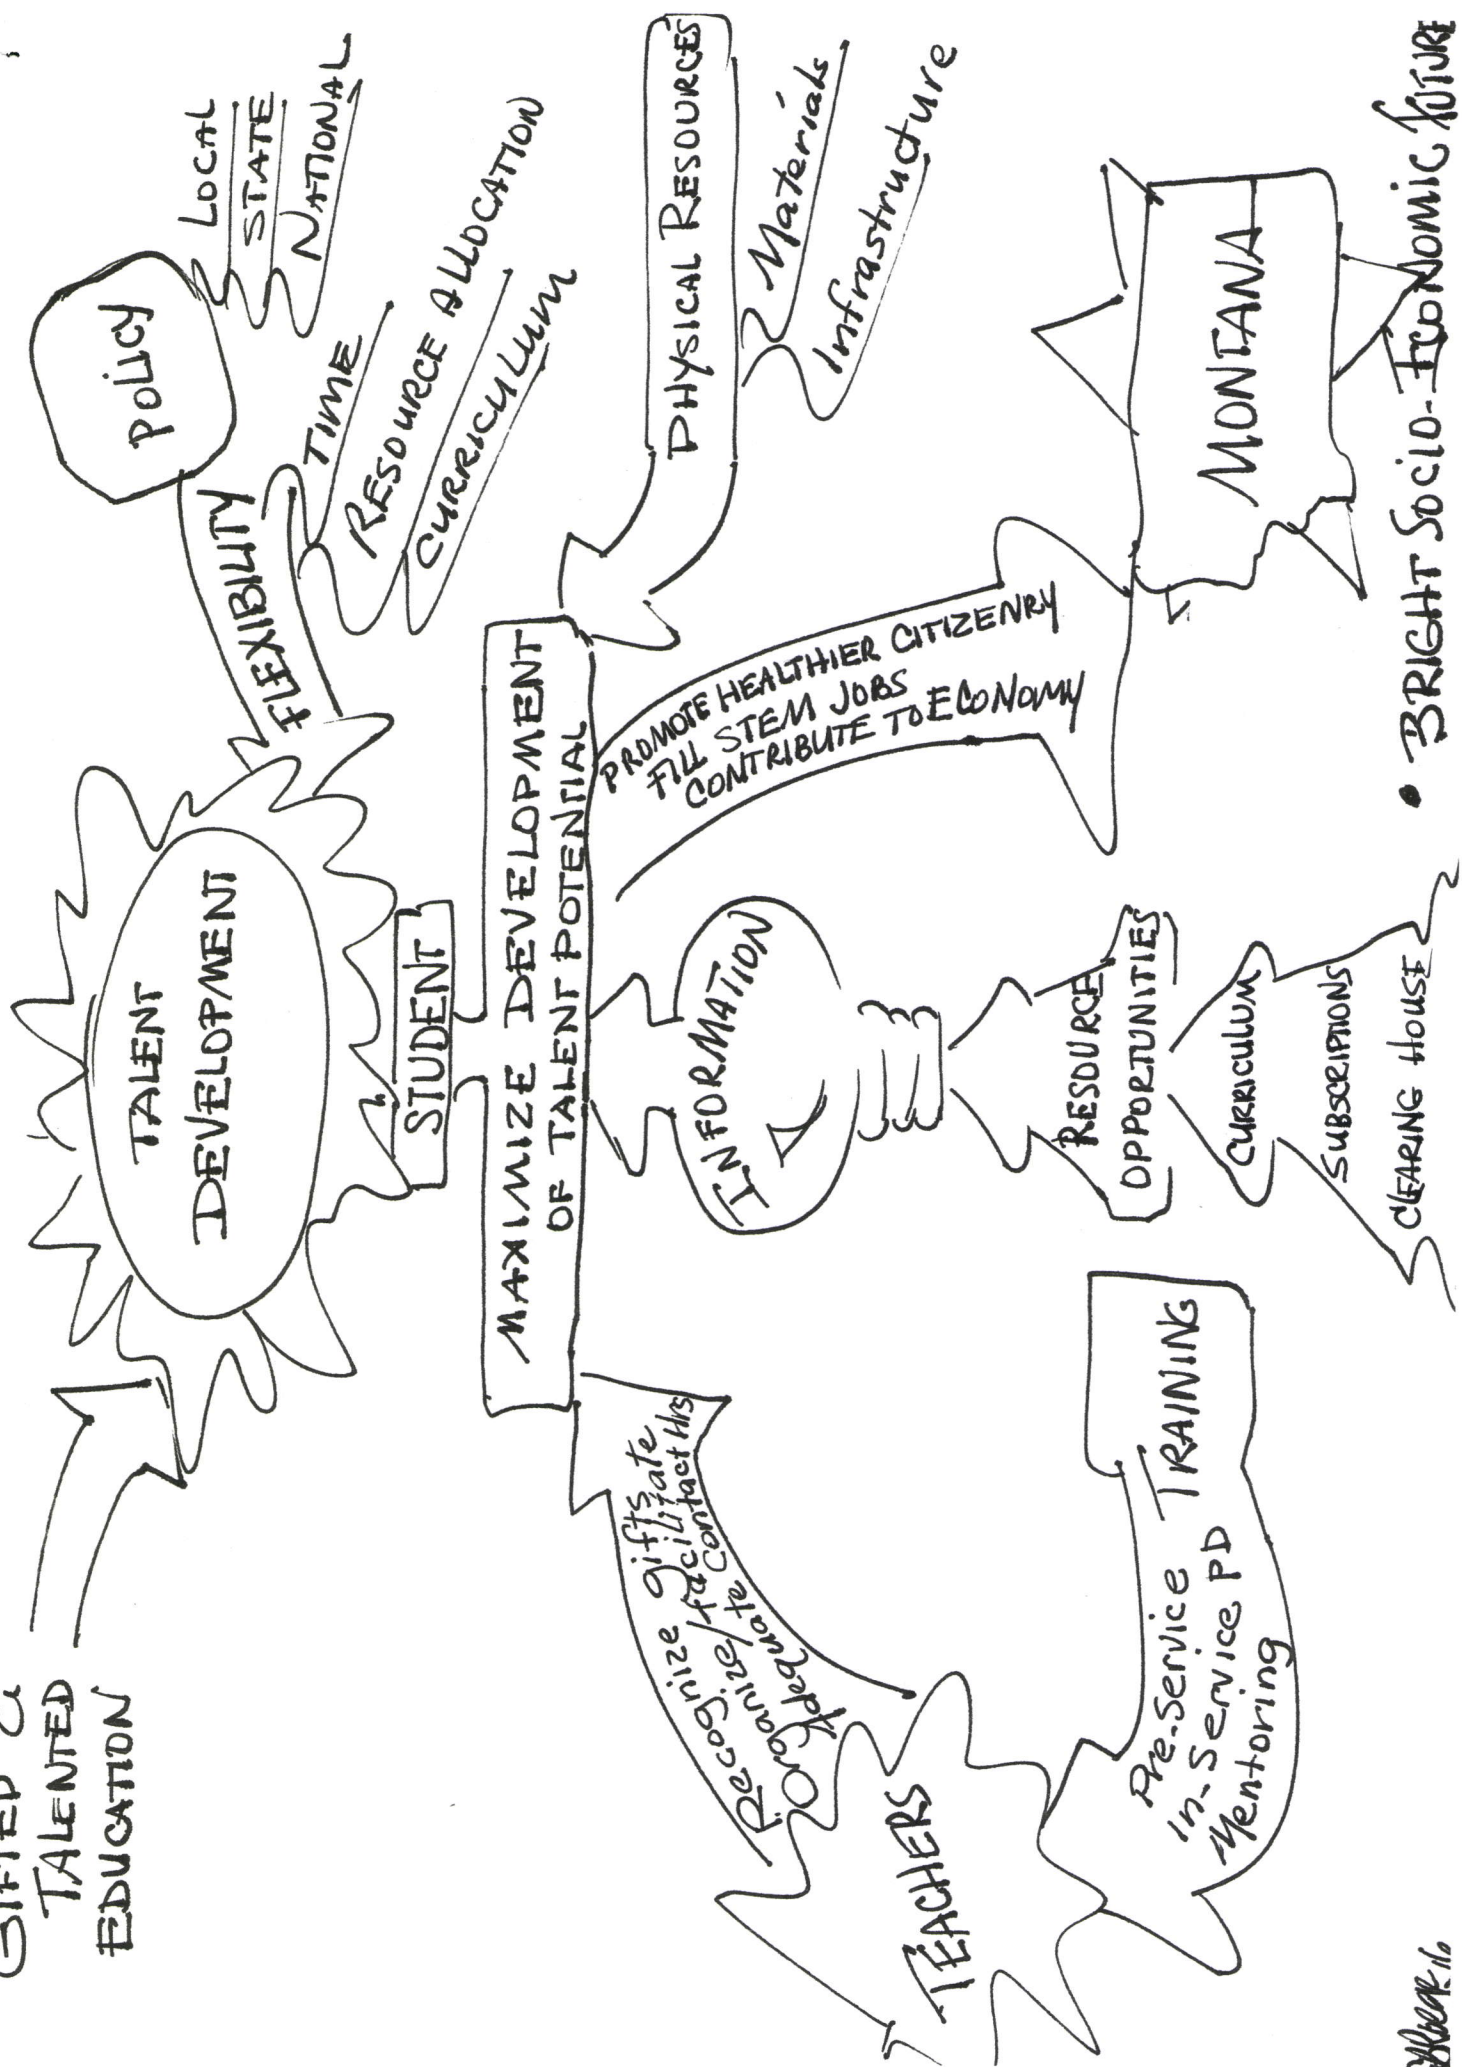 GIFTED &
TALENTED
EDUCATION
TALENT
DEVELOPMENT
POLICY
LOCAL
STATE
NATIONAL
FLEXIBILITY
TIME
RESOURCE ALLOCATION
CURRICULUM
STUDENT
MAXIMIZE DEVELOPMENT
OF TALENT POTENTIAL
PHYSICAL RESOURCES
Materials
Infrastructure
Recognize gifts
Organize/facilitate
Adequate contact Hrs
TEACHERS
TRAINING
Pre-Service
In-Service PD
Mentoring
INFORMATION
RESOURCE
OPPORTUNITIES
CURRICULUM
SUBSCRIPTIONS
CLEARING HOUSE
PROMOTE HEALTHIER CITIZENRY
FILL STEM JOBS
CONTRIBUTE TO ECONOMY
MONTANA
• BRIGHT SOCIO-ECONOMIC FUTURE